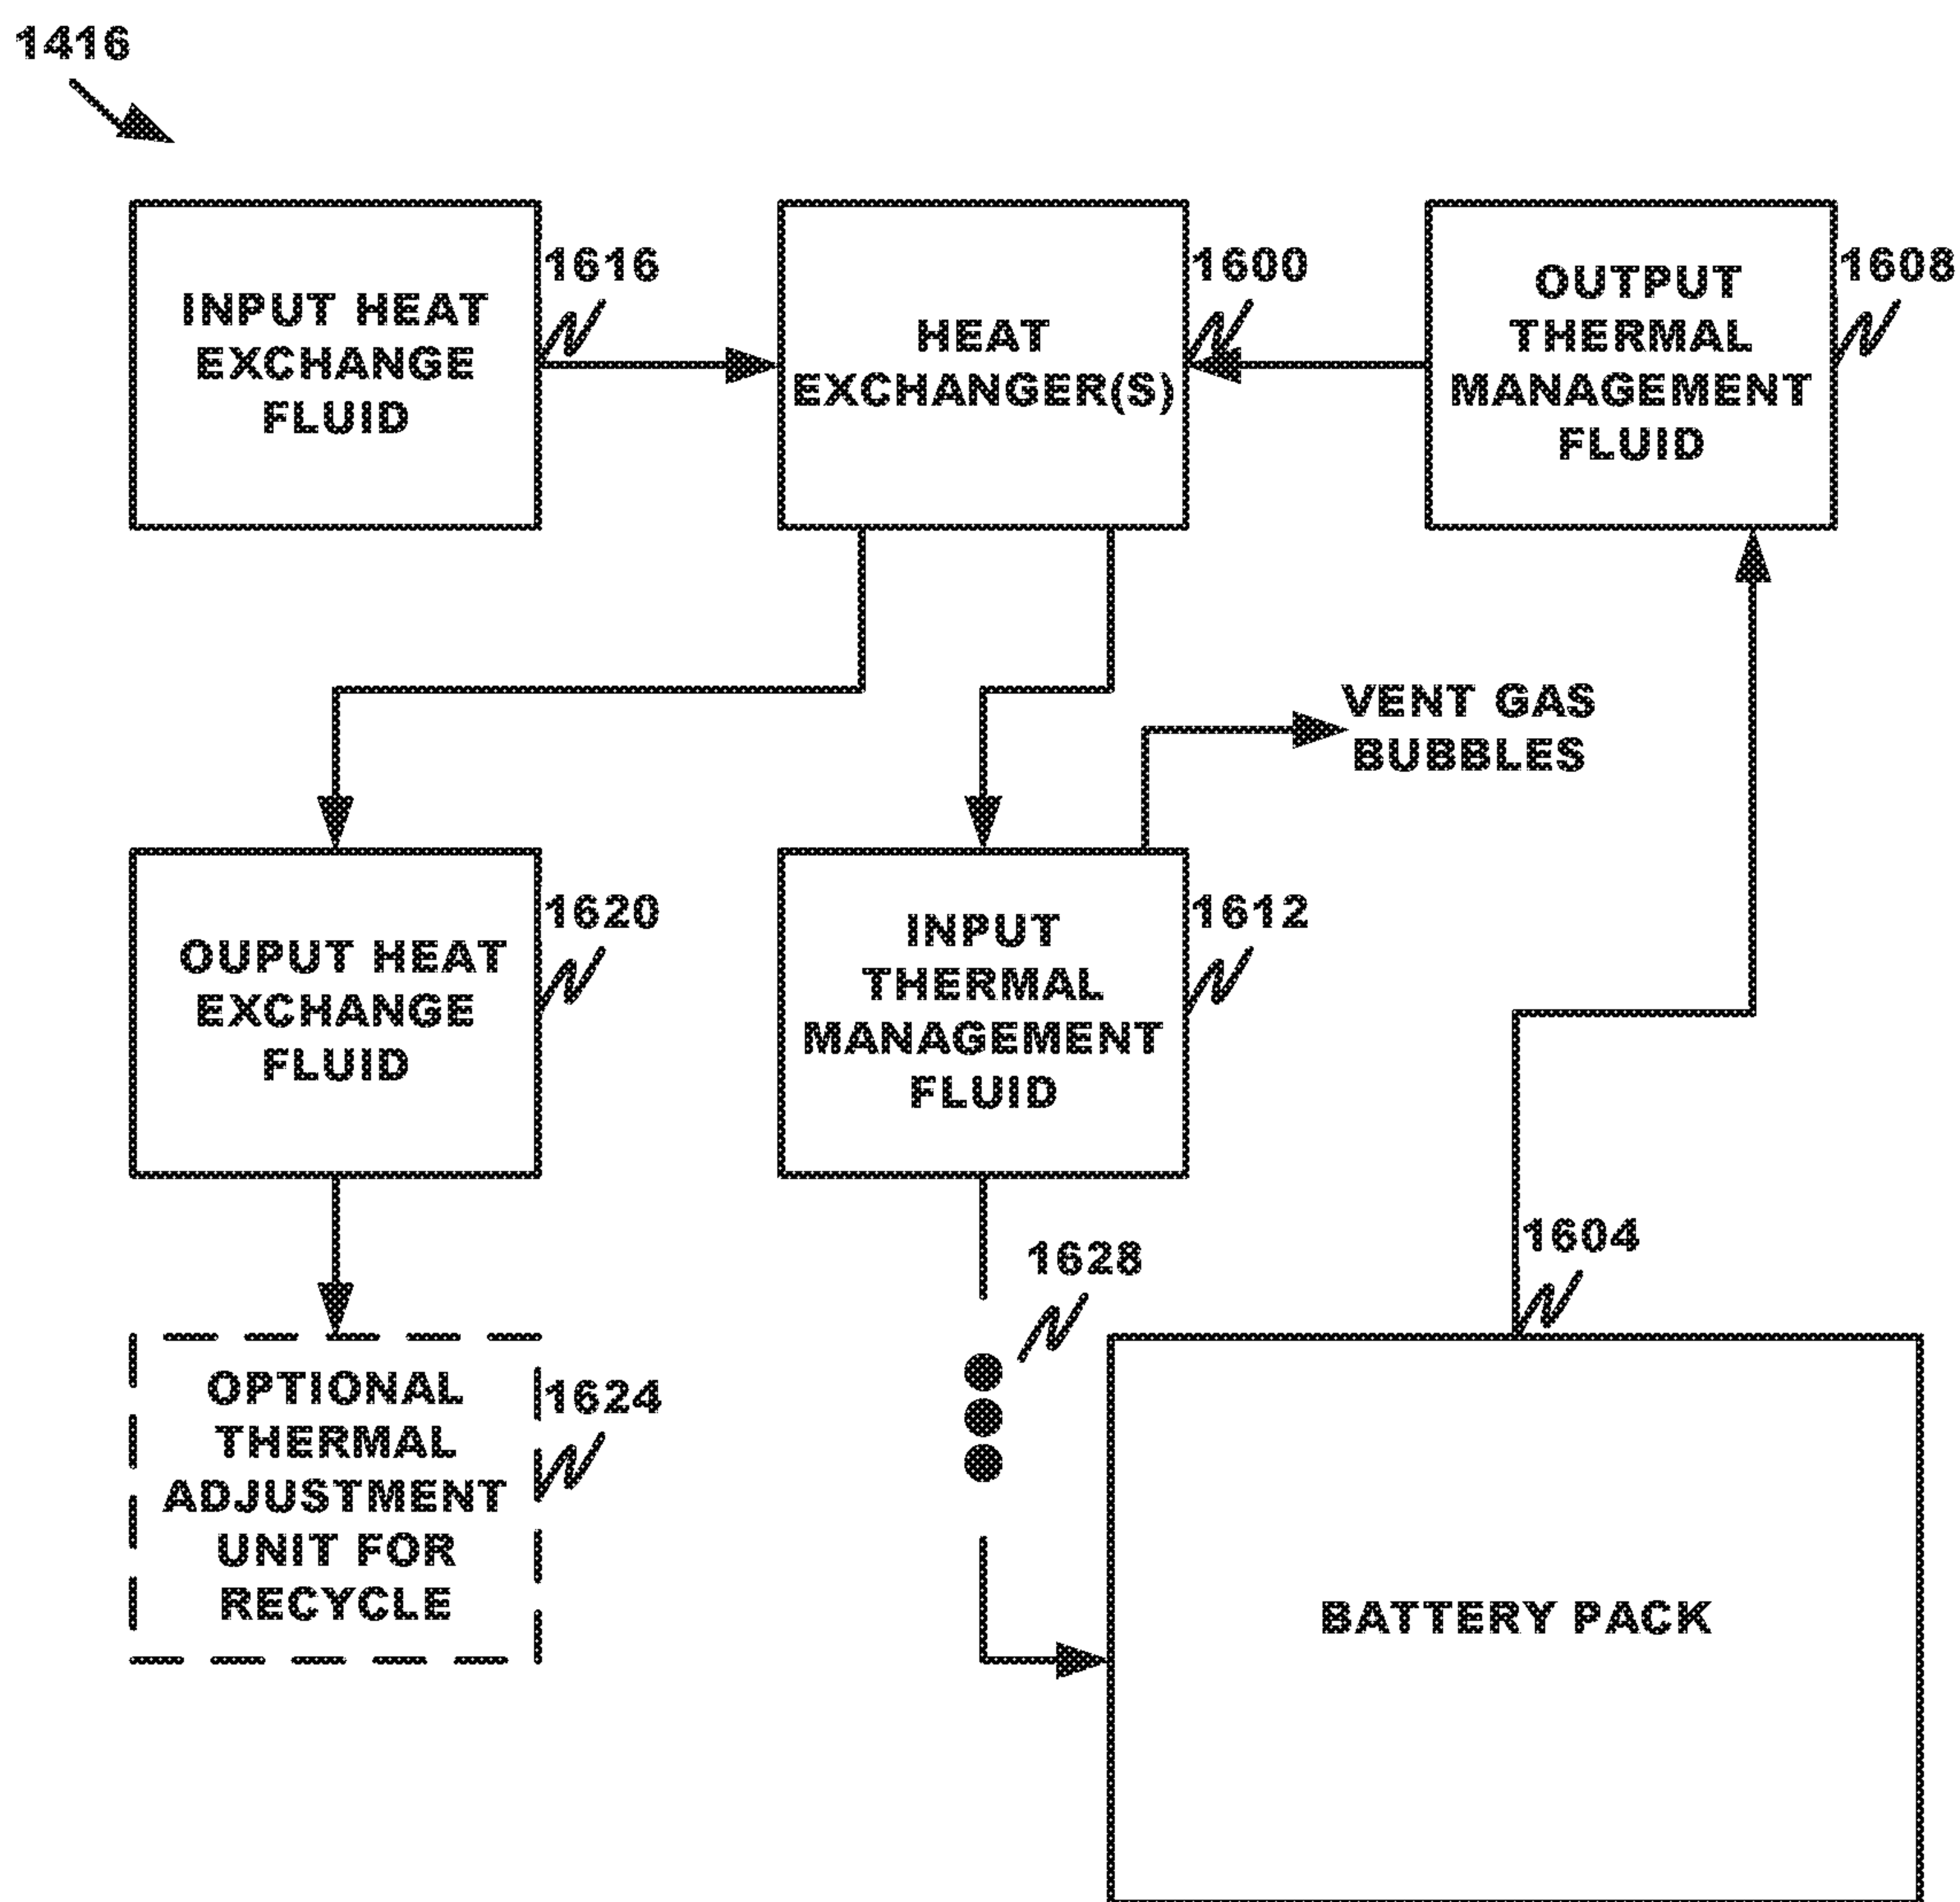 1416
INPUT HEAT
EXCHANGE
FLUID
1616
HEAT
EXCHANGER(S)
1600
OUTPUT
THERMAL
MANAGEMENT
FLUID
1608
VENT GAS
BUBBLES
OUPUT HEAT
EXCHANGE
FLUID
1620
INPUT
THERMAL
MANAGEMENT
FLUID
1612
1628
1604
OPTIONAL
THERMAL
ADJUSTMENT
UNIT FOR
RECYCLE
1624
BATTERY PACK